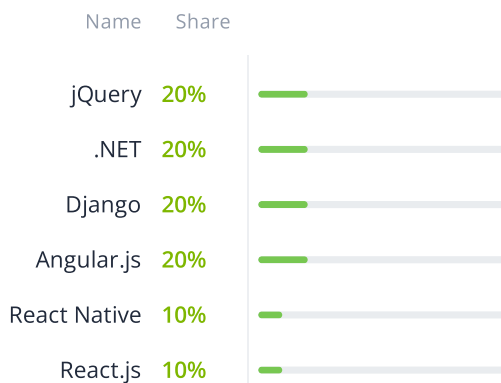 Name Share
jQuery 20%
.NET 20%
Django 20%
Angular.js 20%
React Native 10%
React.js 10%